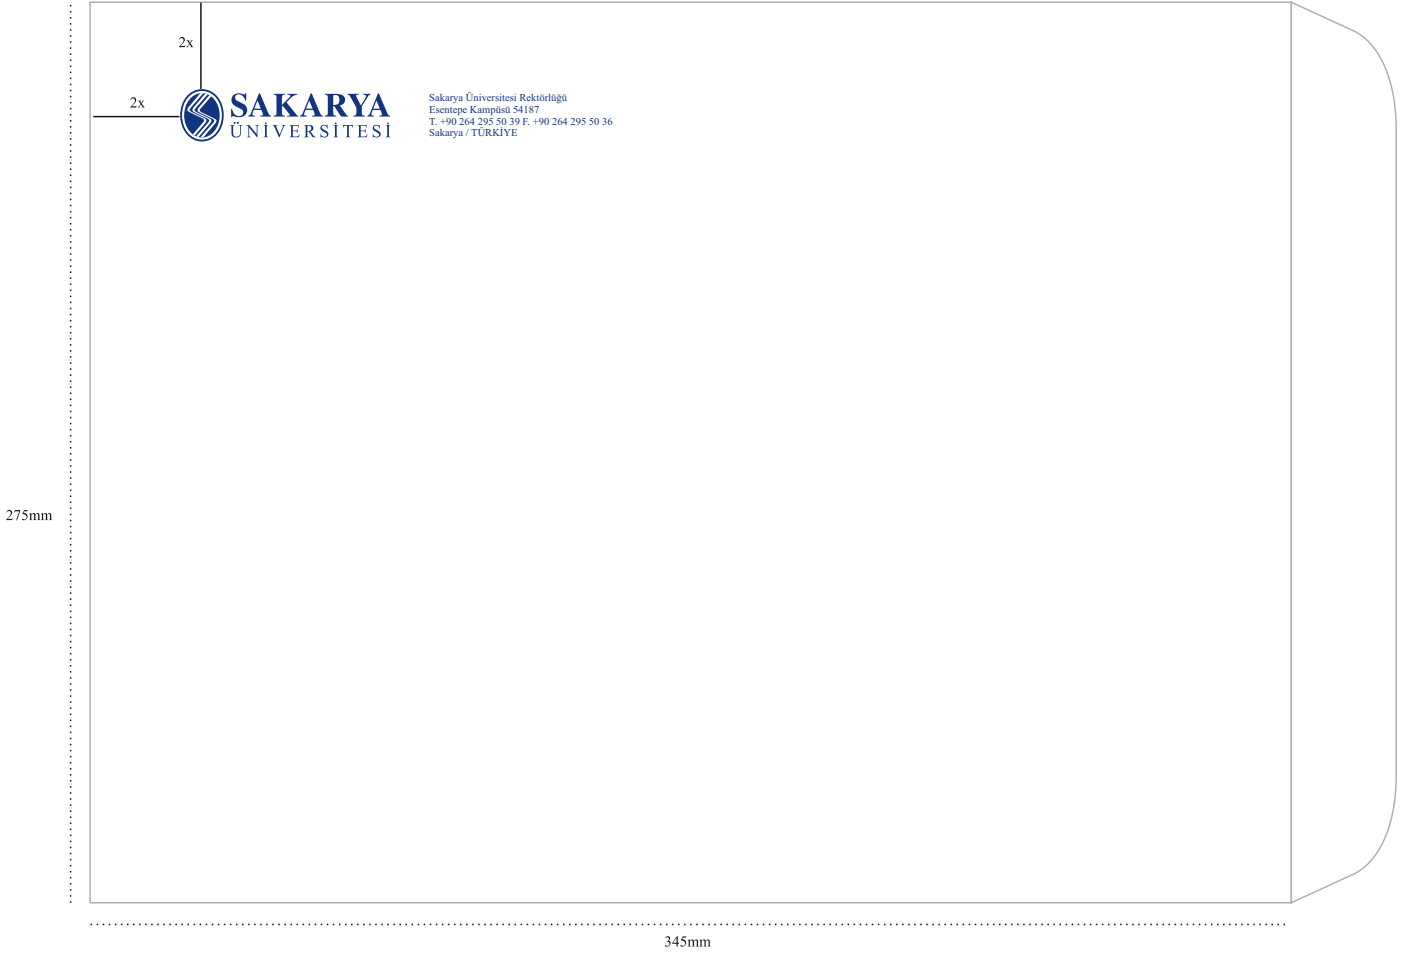 2x
2x
SAKARYA
ÜNİVERSİTESİ
Sakarya Üniversitesi Rektörlüğü
Esentepe Kampüsü 54187
T. +90 264 295 50 39 F. +90 264 295 50 36
Sakarya / TÜRKİYE
275mm
345mm